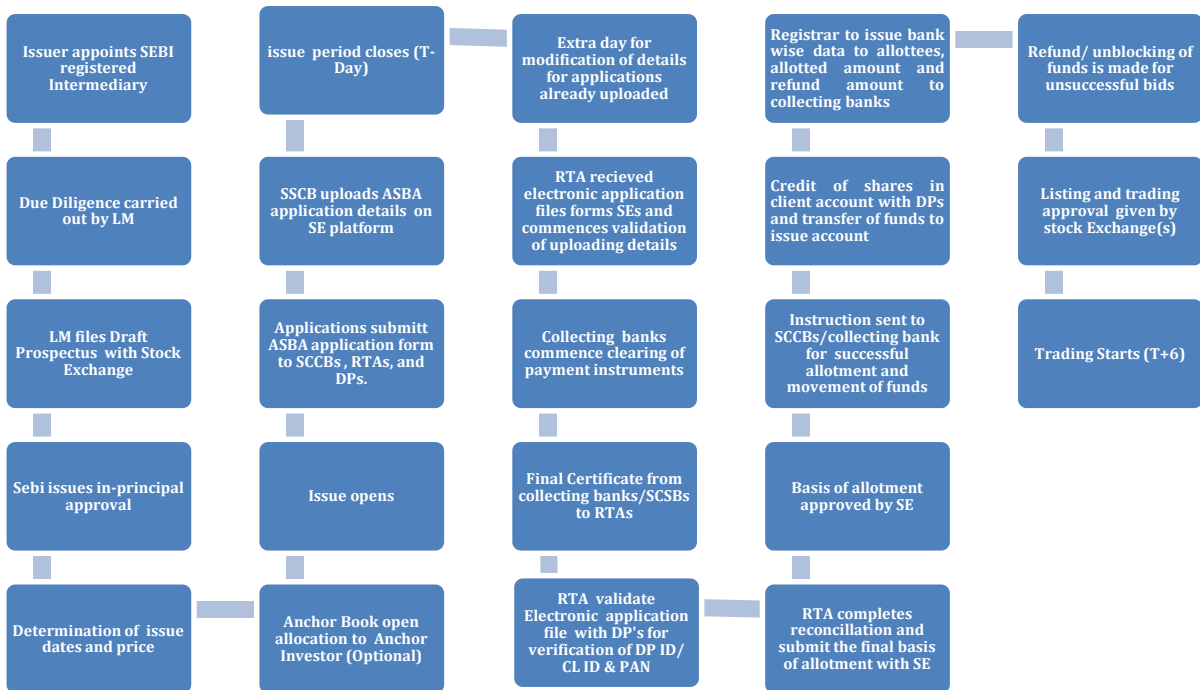 Issuer appoints SEBI
registered
Intermediary
Due Diligence carried
out by LM
LM files Draft
Prospectus with Stock
Exchange
Sebi issues in-principal
approval
Determination of issue
dates and price
Anchor Book open
allocation to Anchor
Investor (Optional)
Issue opens
Applications submitt
ASBA application form
to SCCBs , RTAs, and
DPs.
SSCB uploads ASBA
application details on
SE platform
issue period closes (T-
Day)
Extra day for
modification of details
for applications
already uploaded
RTA recieved
electronic application
files forms SEs and
commences validation
of uploading details
Collecting banks
commence clearing of
payment instruments
Final Certificate from
collecting banks/SCSBs
to RTAs
RTA validate
Electronic application
file with DP's for
verification of DP ID/
CL ID & PAN
RTA completes
reconcillation and
submit the final basis
of allotment with SE
Basis of allotment
approved by SE
Instruction sent to
SCCBs/collecting bank
for successful
allotment and
movement of funds
Credit of shares in
client account with DPs
and transfer of funds to
issue account
Registrar to issue bank
wise data to allottees,
allotted amount and
refund amount to
collecting banks
Refund/ unblocking of
funds is made for
unsuccessful bids
Listing and trading
approval given by
stock Exchange(s)
Trading Starts (T+6)